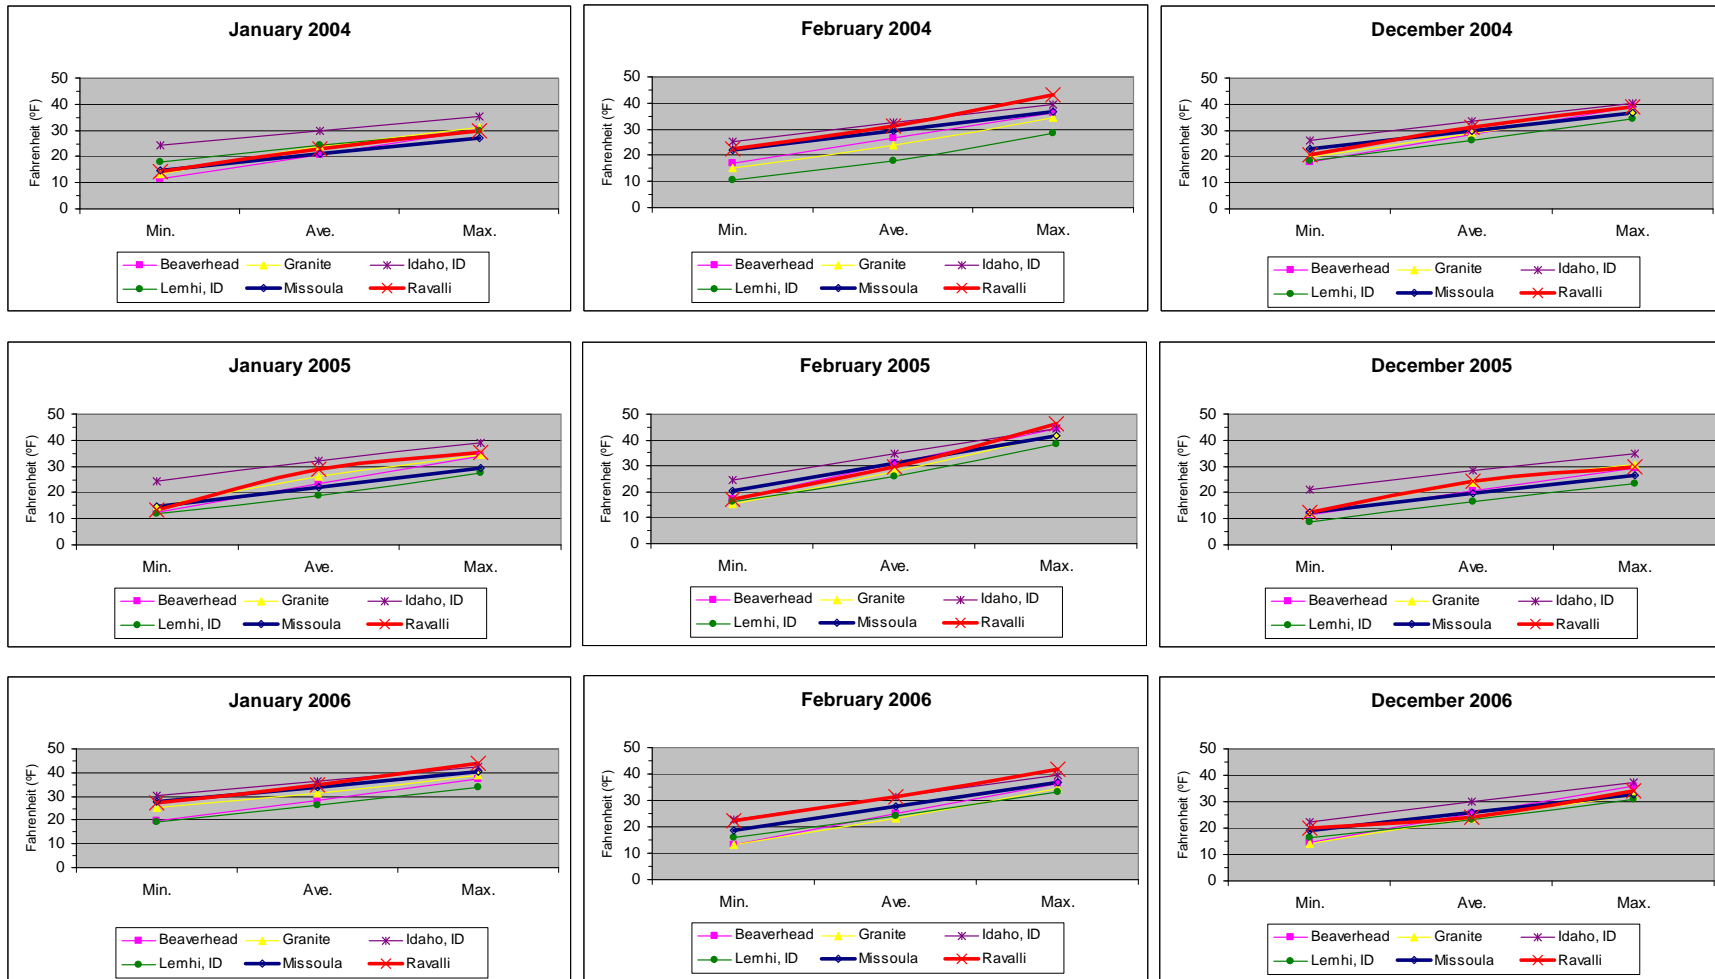 January 2004
Fahrenheit (ºF)
50
40
30
20
10
0
Min. Ave. Max.
Beaverhead Granite Idaho, ID
Lemhi, ID Missoula Ravalli
February 2004
Fahrenheit (ºF)
50
40
30
20
10
0
Min. Ave. Max.
Beaverhead Granite Idaho, ID
Lemhi, ID Missoula Ravalli
December 2004
Fahrenheit (ºF)
50
40
30
20
10
0
Min. Ave. Max.
Beaverhead Granite Idaho, ID
Lemhi, ID Missoula Ravalli
January 2005
Fahrenheit (ºF)
50
40
30
20
10
0
Min. Ave. Max.
Beaverhead Granite Idaho, ID
Lemhi, ID Missoula Ravalli
February 2005
Fahrenheit (ºF)
50
40
30
20
10
0
Min. Ave. Max.
Beaverhead Granite Idaho, ID
Lemhi, ID Missoula Ravalli
December 2005
Fahrenheit (ºF)
50
40
30
20
10
0
Min. Ave. Max.
Beaverhead Granite Idaho, ID
Lemhi, ID Missoula Ravalli
January 2006
Fahrenheit (ºF)
50
40
30
20
10
0
Min. Ave. Max.
Beaverhead Granite Idaho, ID
Lemhi, ID Missoula Ravalli
February 2006
Fahrenheit (ºF)
50
40
30
20
10
0
Min. Ave. Max.
Beaverhead Granite Idaho, ID
Lemhi, ID Missoula Ravalli
December 2006
Fahrenheit (ºF)
50
40
30
20
10
0
Min. Ave. Max.
Beaverhead Granite Idaho, ID
Lemhi, ID Missoula Ravalli